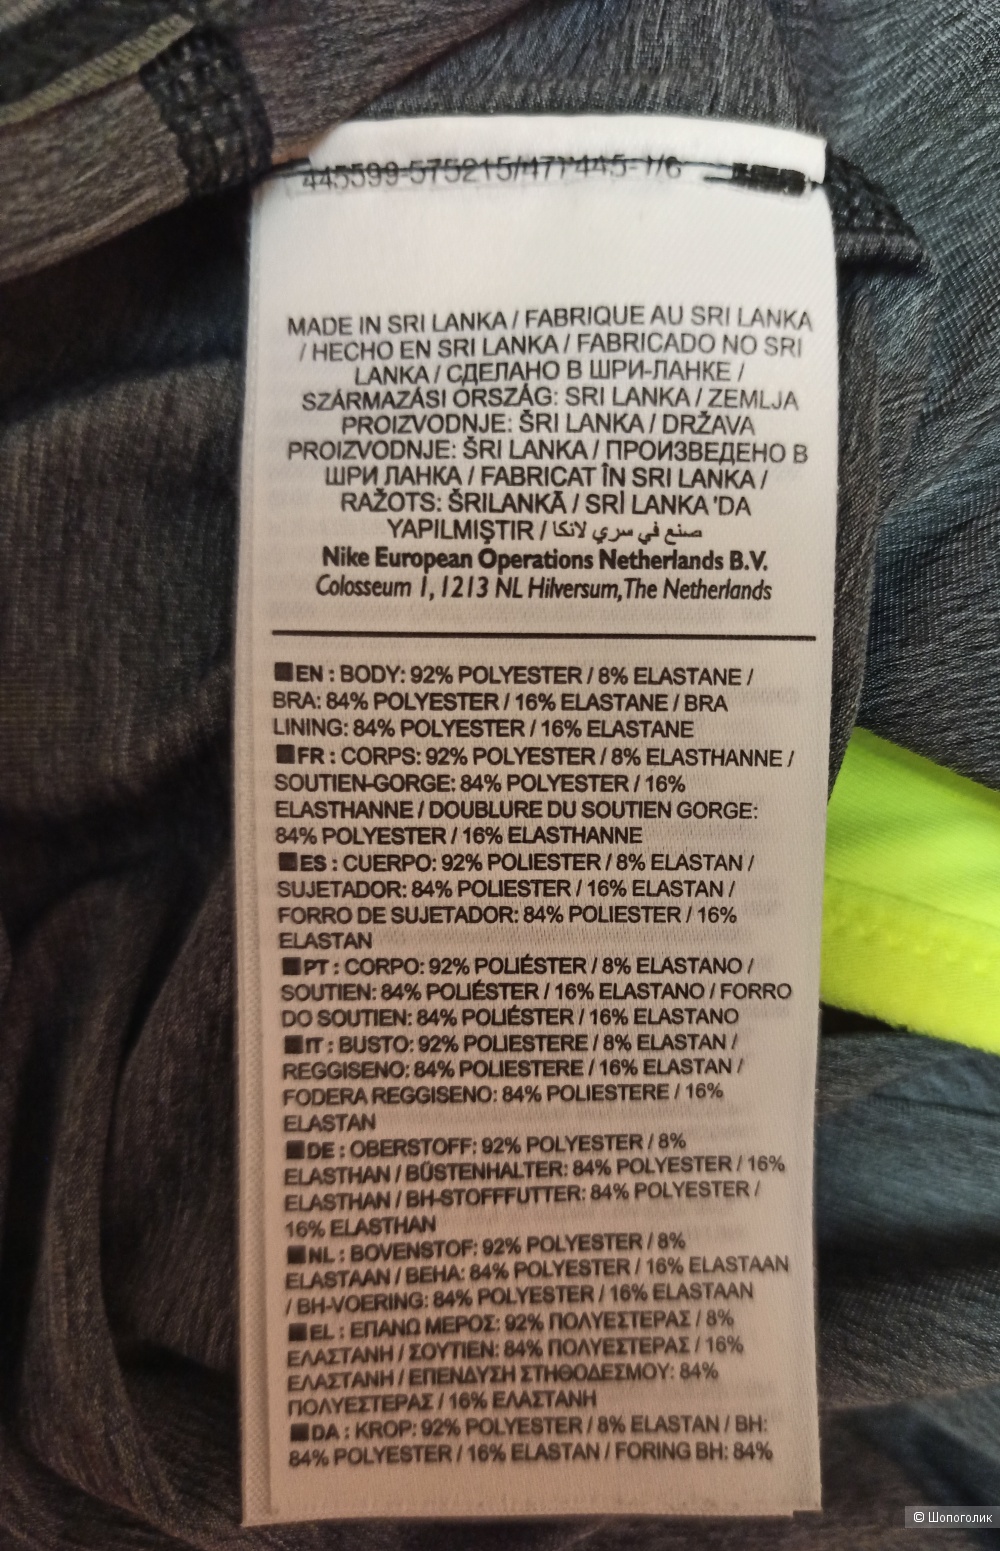 445599-575215/471445-1/6
MADE IN SRI LANKA / FABRIQUE AU SRI LANKA
/ HECHO EN SRI LANKA / FABRICADO NO SRI
LANKA / СДЕЛАНО В ШРИ-ЛАНКЕ /
SZÁRMAZÁSI ORSZÁG: SRI LANKA / ZEMLJA
PROIZVODNJE: ŠRI LANKA / DRŽAVA
PROIZVODNJE: ŠRI LANKA / ПРОИЗВЕДЕНО В
ШРИ ЛАНКА / FABRICAT ÎN SRI LANKA /
RAŽOTS: ŠRILANKĀ / SRİ LANKA 'DA
YAPILMIŞTIR / صنع في سري لانكا
Nike European Operations Netherlands B.V.
Colosseum 1, 1213 NL Hilversum, The Netherlands
EN : BODY: 92% POLYESTER / 8% ELASTANE /
BRA: 84% POLYESTER / 16% ELASTANE / BRA
LINING: 84% POLYESTER / 16% ELASTANE
FR : CORPS: 92% POLYESTER / 8% ELASTHANNE /
SOUTIEN-GORGE: 84% POLYESTER / 16%
ELASTHANNE / DOUBLURE DU SOUTIEN GORGE:
84% POLYESTER / 16% ELASTHANNE
ES : CUERPO: 92% POLIESTER / 8% ELASTAN /
SUJETADOR: 84% POLIESTER / 16% ELASTAN /
FORRO DE SUJETADOR: 84% POLIESTER / 16%
ELASTAN
PT : CORPO: 92% POLIÉSTER / 8% ELASTANO /
SOUTIEN: 84% POLIÉSTER / 16% ELASTANO / FORRO
DO SOUTIEN: 84% POLIÉSTER / 16% ELASTANO
IT : BUSTO: 92% POLIESTERE / 8% ELASTAN /
REGGISENO: 84% POLIESTERE / 16% ELASTAN /
FODERA REGGISENO: 84% POLIESTERE / 16%
ELASTAN
DE : OBERSTOFF: 92% POLYESTER / 8%
ELASTHAN / BÜSTENHALTER: 84% POLYESTER / 16%
ELASTHAN / BH-STOFFFUTTER: 84% POLYESTER /
16% ELASTHAN
NL : BOVENSTOF: 92% POLYESTER / 8%
ELASTAAN / BEHA: 84% POLYESTER / 16% ELASTAAN
/ BH-VOERING: 84% POLYESTER / 16% ELASTAAN
EL : ΕΠΑΝΩ ΜΕΡΟΣ: 92% ΠΟΛΥΕΣΤΕΡΑΣ / 8%
ΕΛΑΣΤΑΝΗ / ΣΟΥΤΙΕΝ: 84% ΠΟΛΥΕΣΤΕΡΑΣ / 16%
ΕΛΑΣΤΑΝΗ / ΕΠΕΝΔΥΣΗ ΣΤΗΘΟΔΕΣΜΟΥ: 84%
ΠΟΛΥΕΣΤΕΡΑΣ / 16% ΕΛΑΣΤΑΝΗ
DA : KROP: 92% POLYESTER / 8% ELASTAN / BH:
84% POLYESTER / 16% ELASTAN / FORING BH: 84%
© Шопоголик